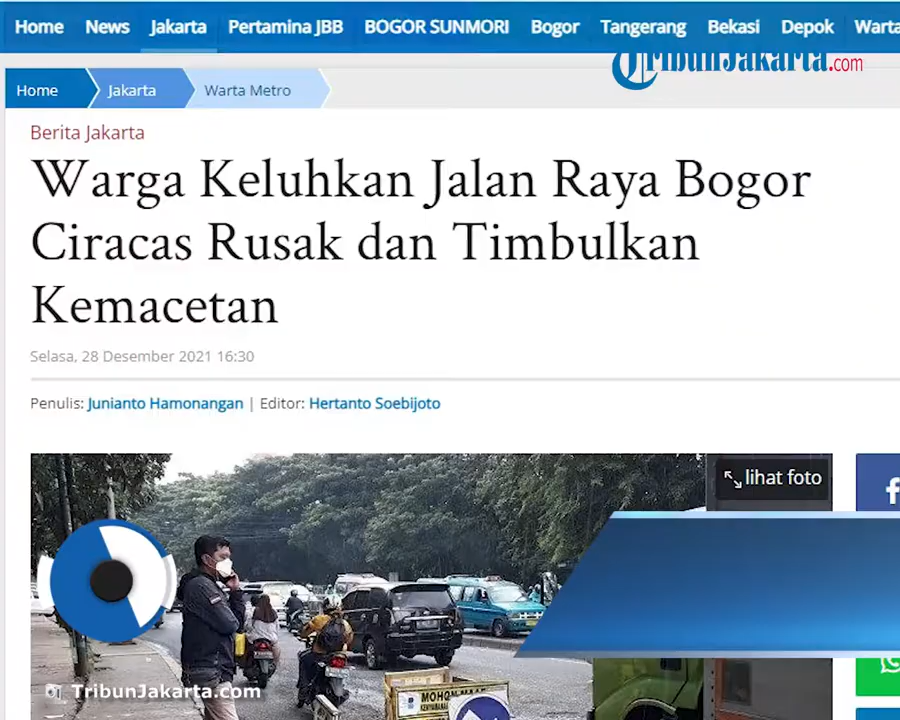 Home News Jakarta Pertamina JBB BOGOR SUNMORI Bogor Tangerang Bekasi Depok Warta
TribunJakarta.com
Home Jakarta Warta Metro
Berita Jakarta
Warga Keluhkan Jalan Raya Bogor
Ciracas Rusak dan Timbulkan
Kemacetan
Selasa, 28 Desember 2021 16:30
Penulis: Junianto Hamonangan | Editor: Hertanto Soebijoto
lihat foto
TribunJakarta.com
MOHON MAAF